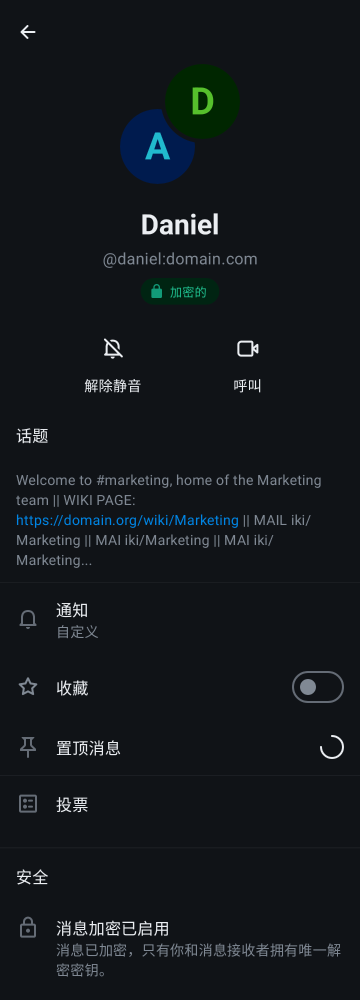 D
A
Daniel
@daniel:domain.com
加密的
解除静音
呼叫
话题
Welcome to #marketing, home of the Marketing
team || WIKI PAGE:
https://domain.org/wiki/Marketing || MAIL iki/
Marketing || MAI iki/Marketing || MAI iki/
Marketing...
通知
自定义
收藏
置顶消息
投票
安全
消息加密已启用
消息已加密，只有你和消息接收者拥有唯一解
密密钥。